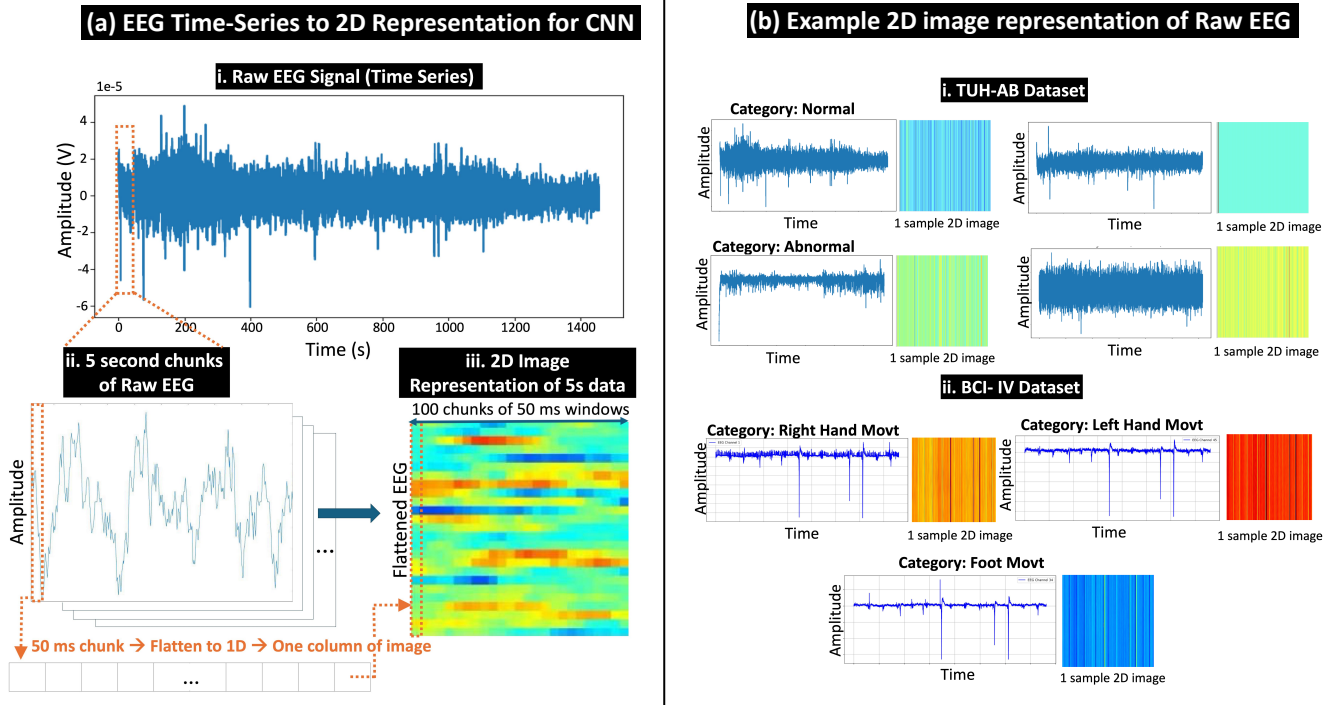 (a) EEG Time-Series to 2D Representation for CNN
i. Raw EEG Signal (Time Series)
1e-5
4
2
0
-2
-4
-6
Amplitude (V)
0
200
400
600
800
1000
1200
1400
Time (s)
ii. 5 second chunks
of Raw EEG
Amplitude
...
iii. 2D Image
Representation of 5s data
100 chunks of 50 ms windows
Flattened EEG
50 ms chunk → Flatten to 1D → One column of image
...
(b) Example 2D image representation of Raw EEG
i. TUH-AB Dataset
Category: Normal
Amplitude
Time
1 sample 2D image
Amplitude
Time
1 sample 2D image
Category: Abnormal
Amplitude
Time
1 sample 2D image
Amplitude
Time
1 sample 2D image
ii. BCI- IV Dataset
Category: Right Hand Movt
EEG Channel 1
Amplitude
Time
1 sample 2D image
Category: Left Hand Movt
Amplitude
Time
1 sample 2D image
Category: Foot Movt
Amplitude
Time
1 sample 2D image